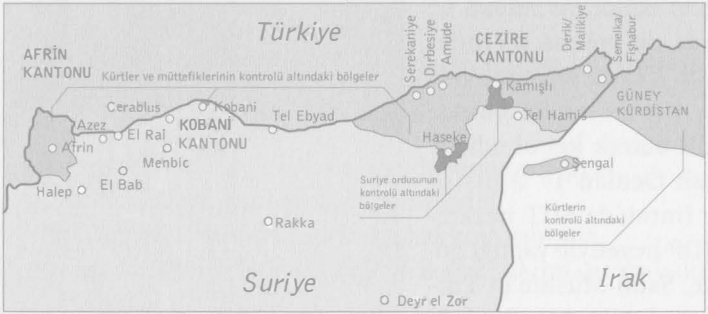 Türkiye
AFRİN
KANTONU
Kürtler ve müttefiklerinin kontrolü altındaki bölgeler
Serekaniye
Dırbesiye
Amude
CEZİRE
KANTONU
Derik/
Malikiye
Semelka/
Fişhabur
Kamışlı
GÜNEY
KÜRDİSTAN
Cerablus
Kobani
KOBANİ
KANTONU
Tel Ebyad
Tel Hamis
Azez
El Rai
Afrin
Menbic
Haseke
Şengal
Halep
El Bab
Suriye ordusunun
kontrolü altındaki
bölgeler
Kürtlerin
kontrolü altındaki
bölgeler
Rakka
Suriye
Irak
Deyr el Zor